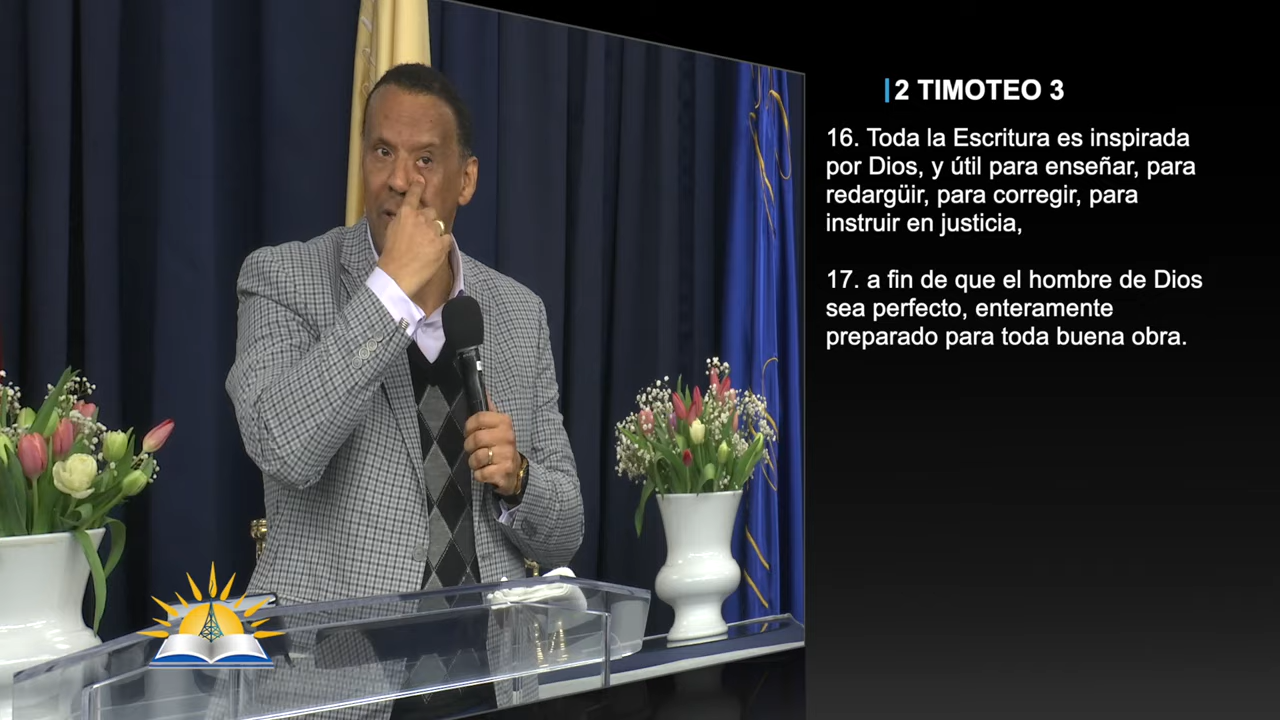 2 TIMOTEO 3
16. Toda la Escritura es inspirada
por Dios, y útil para enseñar, para
redargüir, para corregir, para
instruir en justicia,
17. a fin de que el hombre de Dios
sea perfecto, enteramente
preparado para toda buena obra.